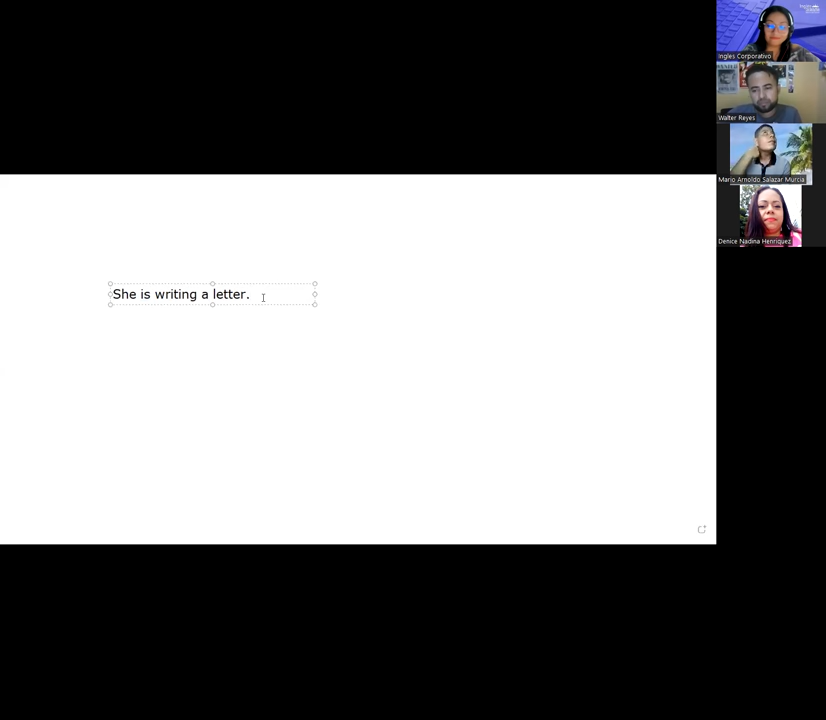 Ingles Corporativo
Walter Reyes
Mario Arnoldo Salazar Murcia
Denice Nadina Henriquez
She is writing a letter.